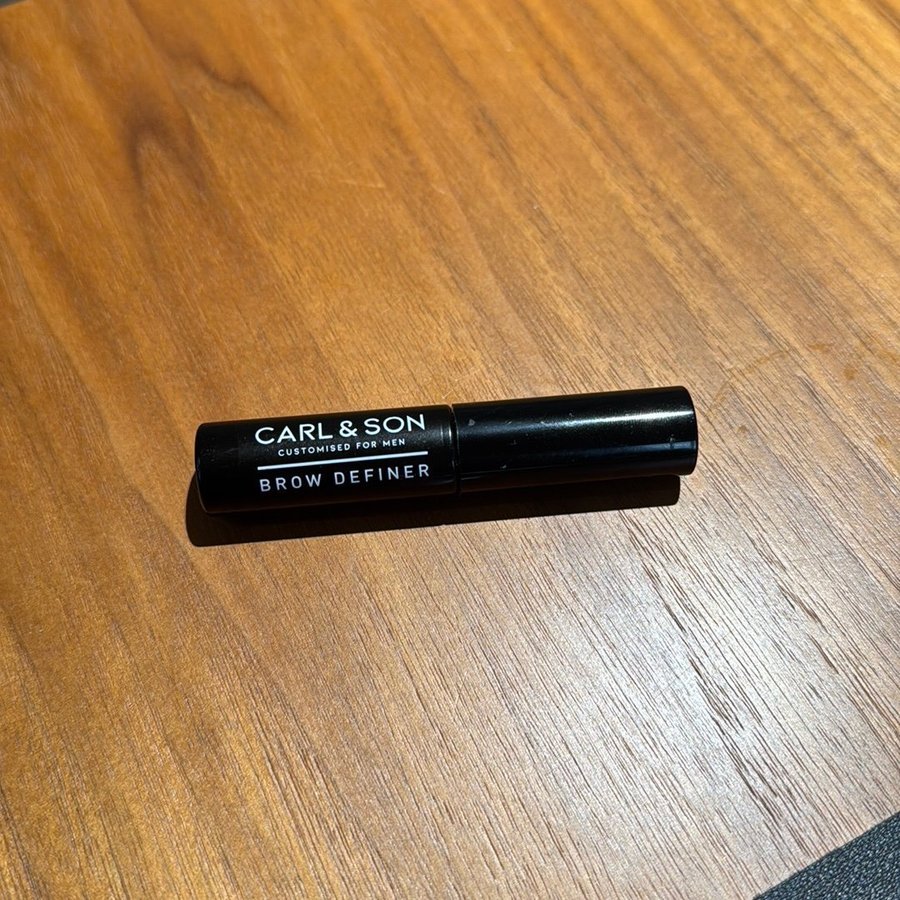 CARL & SON
CUSTOMISED FOR MEN
BROW DEFINER